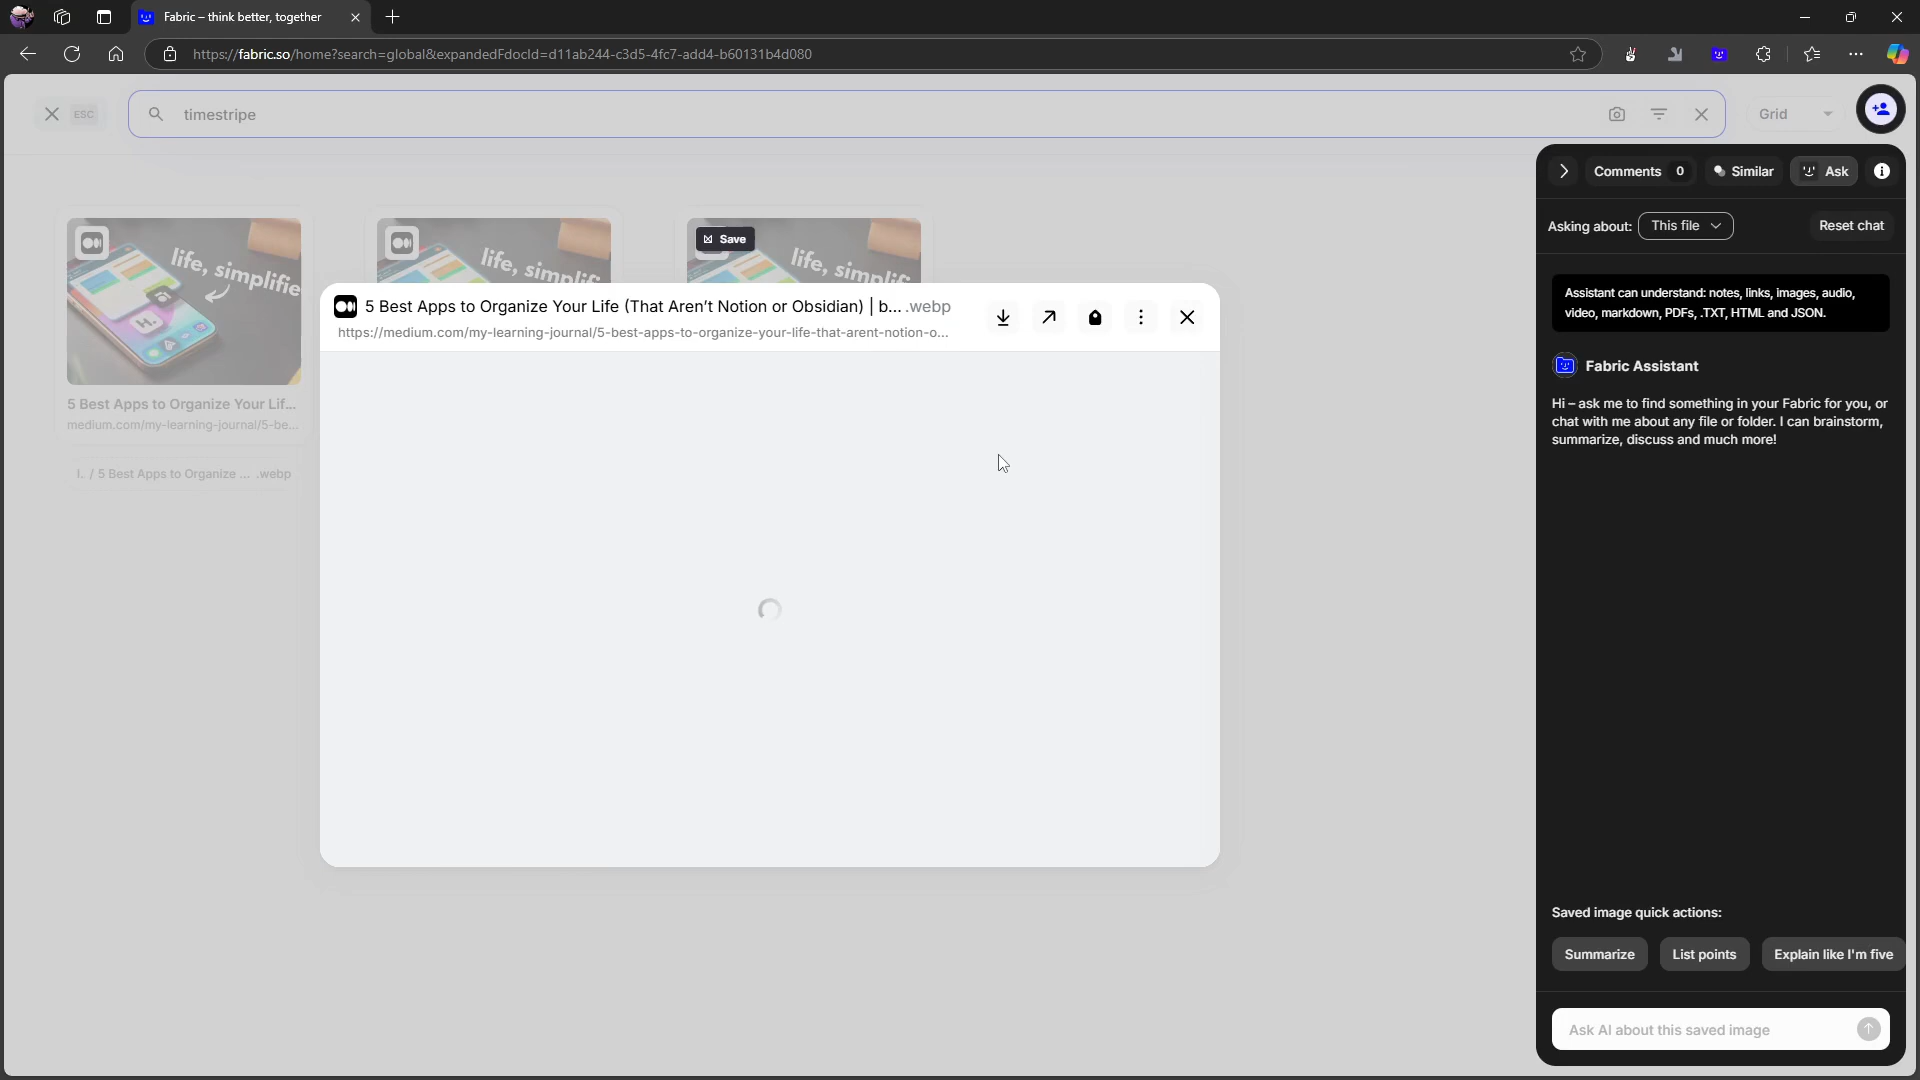 Fabric – think better, together
https://fabric.so/home?search=global&expandedFdocId=d11ab244-c3d5-4fc7-add4-b60131b4d080
ESC
timestripe
Grid
Comments 0
Similar
Ask
Asking about: This file
Reset chat
life, simplifie
life, simplif
Save
life, simplif
5 Best Apps to Organize Your Life (That Aren't Notion or Obsidian) | b... .webp
https://medium.com/my-learning-journal/5-best-apps-to-organize-your-life-that-arent-notion-o...
Assistant can understand: notes, links, images, audio,
video, markdown, PDFs, .TXT, HTML and JSON.
Fabric Assistant
Hi – ask me to find something in your Fabric for you, or
chat with me about any file or folder. I can brainstorm,
summarize, discuss and much more!
H.
5 Best Apps to Organize Your Lif...
medium.com/my-learning-journal/5-be...
I. / 5 Best Apps to Organize ... .webp
Saved image quick actions:
Summarize
List points
Explain like I'm five
Ask AI about this saved image